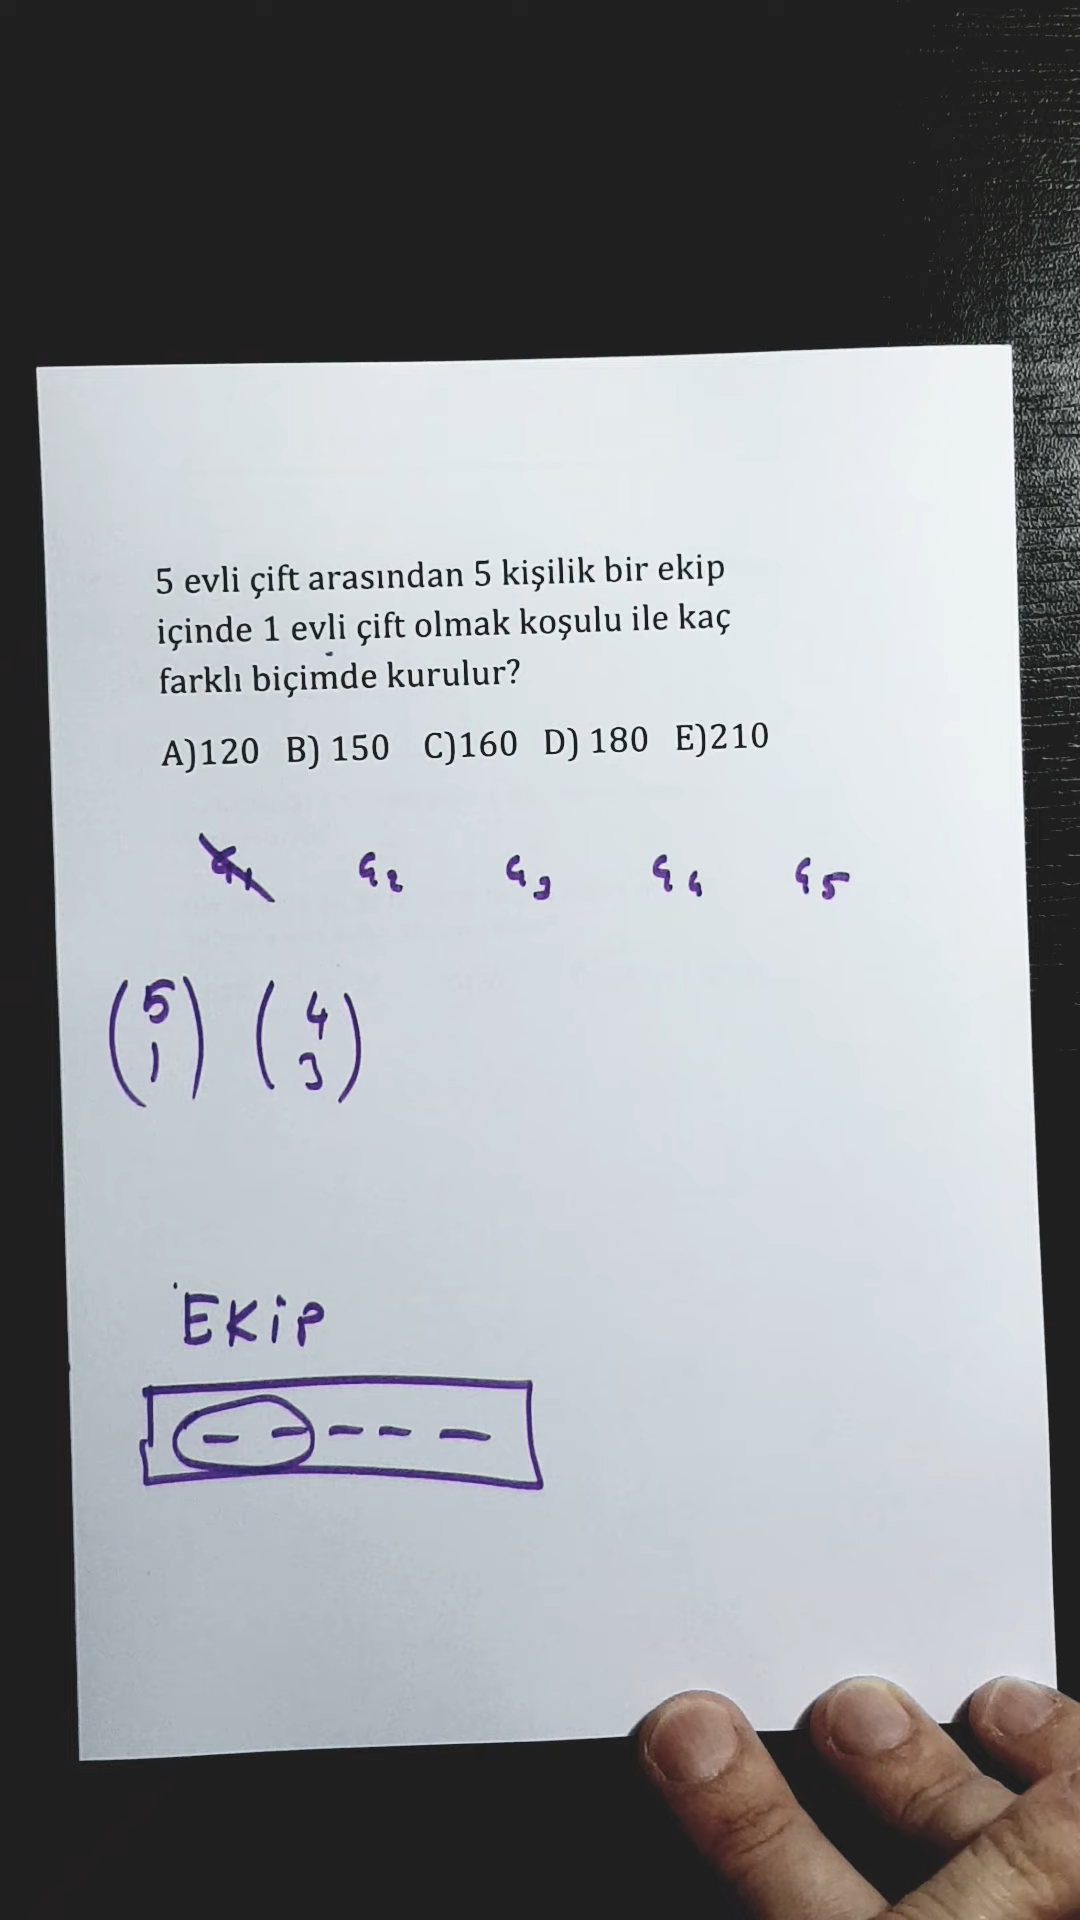 5 evli çift arasından 5 kişilik bir ekip
içinde 1 evli çift olmak koşulu ile kaç
farklı biçimde kurulur?
A)120 B) 150 C)160 D) 180 E)210
Ç1 Ç2 Ç3 Ç4 Ç5
(5 1) (4 3)
EKİP